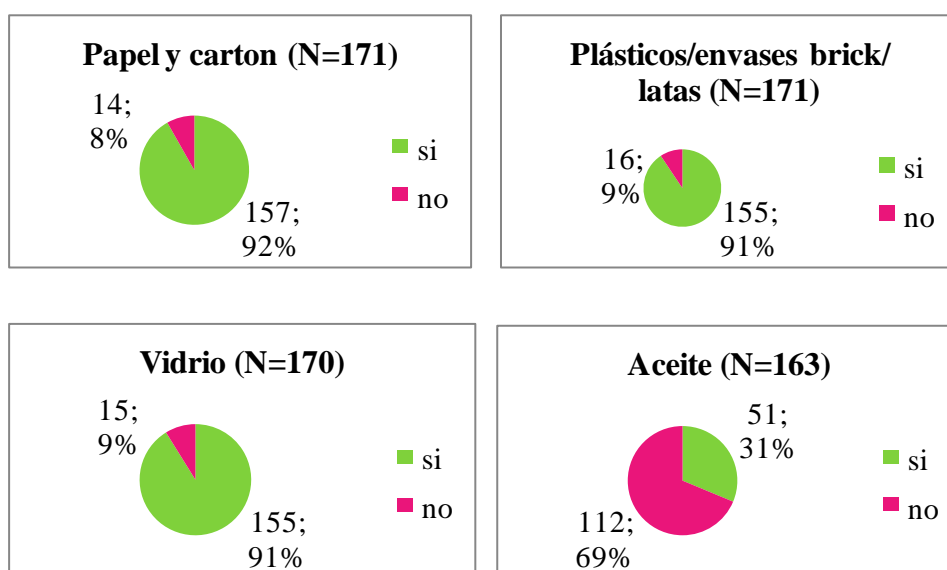 Papel y carton (N=171)
14;
8%
157;
92%
si
no
Plásticos/envases brick/
latas (N=171)
16;
9%
155;
91%
si
no
Vidrio (N=170)
15;
9%
155;
91%
si
no
Aceite (N=163)
51;
31%
112;
69%
si
no